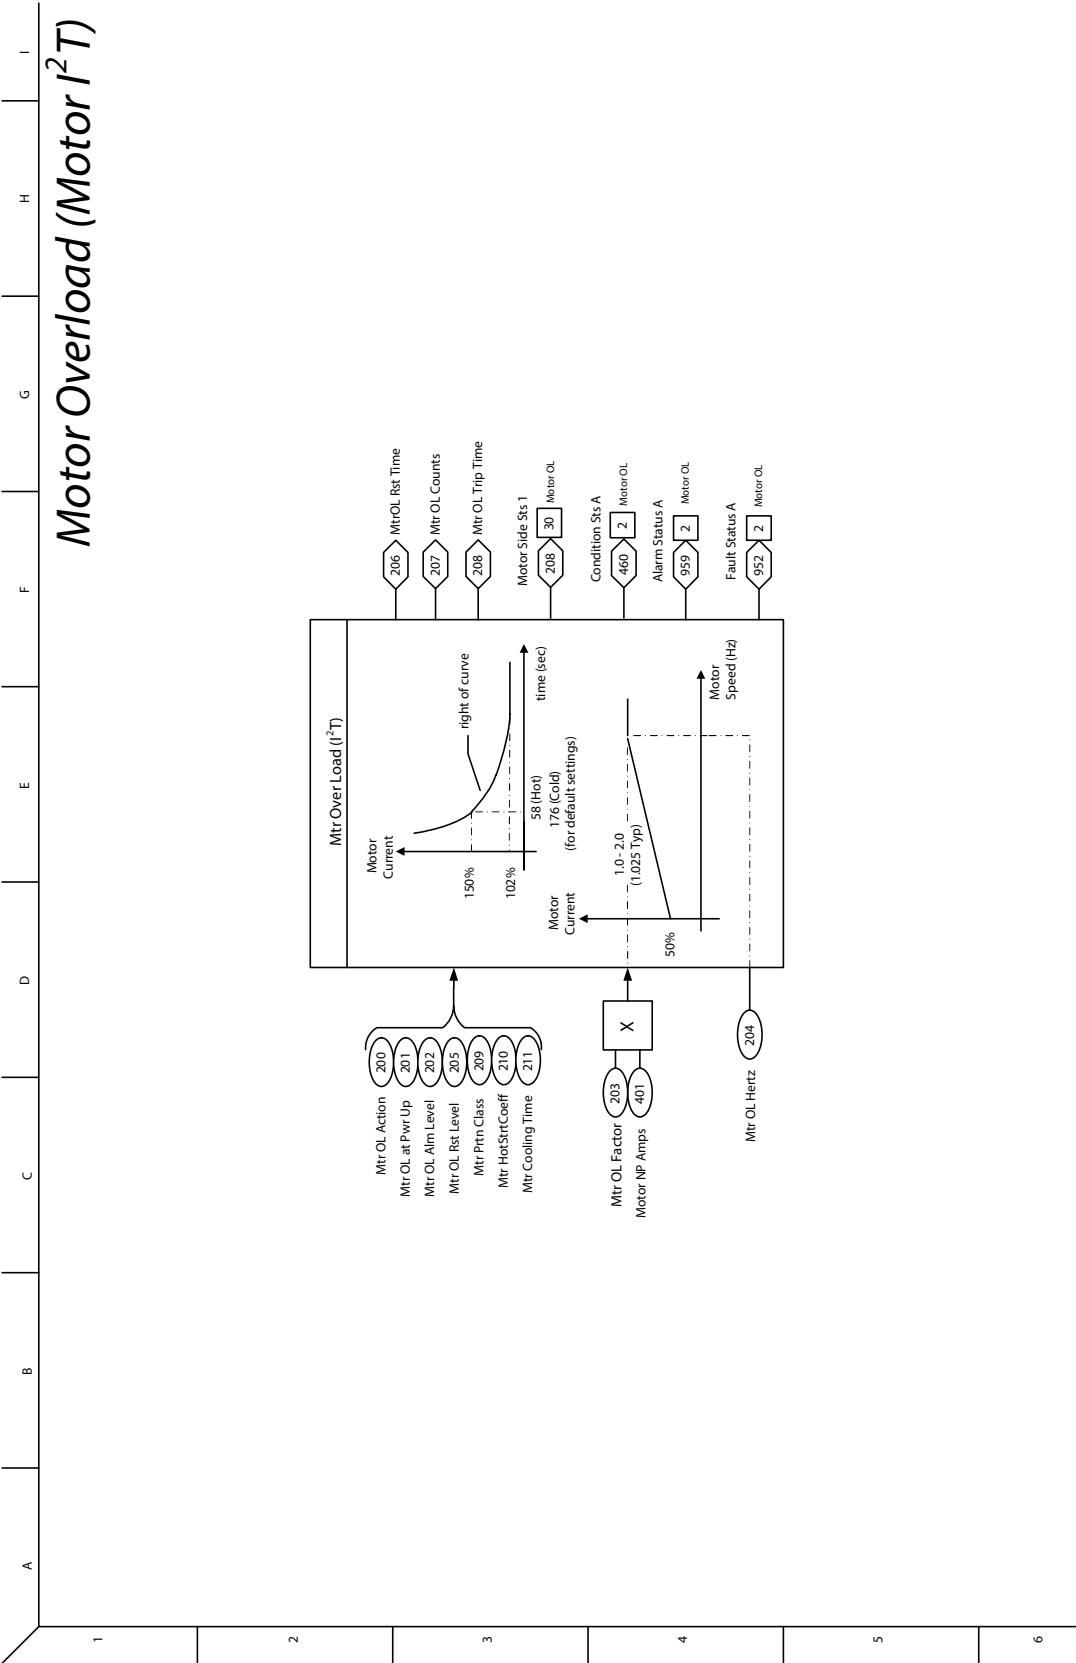 A
B
C
D
E
F
G
H
I
1
2
3
4
5
6
Motor Overload (Motor I²T)
Mtr OL Action 200
Mtr OL at Pwr Up 201
Mtr OL Alm Level 202
Mtr OL Rst Level 205
Mtr Prtn Class 209
Mtr HotStrtCoeff 210
Mtr Cooling Time 211
Mtr OL Factor 203
Motor NP Amps 401
X
Mtr OL Hertz 204
Mtr Over Load (I²T)
Motor
Current
150%
102%
right of curve
time (sec)
58 (Hot)
176 (Cold)
(for default settings)
Motor
Current
1.0 - 2.0
(1.025 Typ)
50%
Motor
Speed (Hz)
206 MtrOL Rst Time
207 Mtr OL Counts
208 Mtr OL Trip Time
Motor Side Sts 1
208 30 Motor OL
Condition Sts A
460 2 Motor OL
Alarm Status A
959 2 Motor OL
Fault Status A
952 2 Motor OL